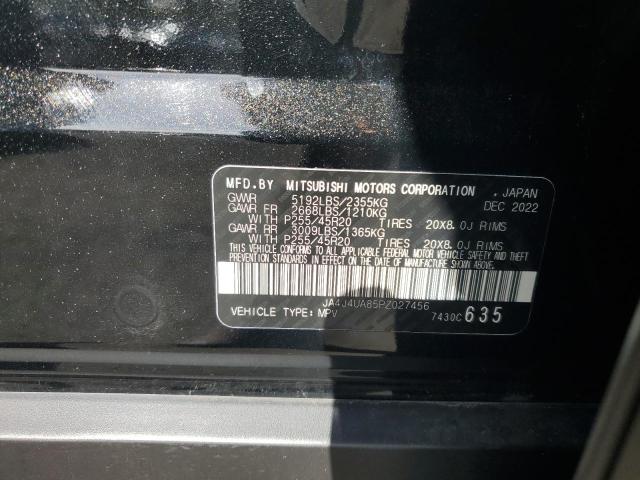 MFD.BY MITSUBISHI MOTORS CORPORATION , JAPAN
GVWR 5192LBS/2355KG DEC 2022
GAWR FR 2668LBS/1210KG
WITH P255/45R20 TIRES 20X8.0J RIMS
GAWR RR 3009LBS/1365KG
WITH P255/45R20 TIRES 20X8.0J RIMS
THIS VEHICLE CONFORMS TO ALL APPLICABLE FEDERAL MOTOR VEHICLE SAFETY AND THEFT
PREVENTION STANDARDS IN EFFECT ON THE DATE OF MANUFACTURE SHOWN ABOVE.
JA4J4UA85PZ027456
VEHICLE TYPE: MPV 7430C 635